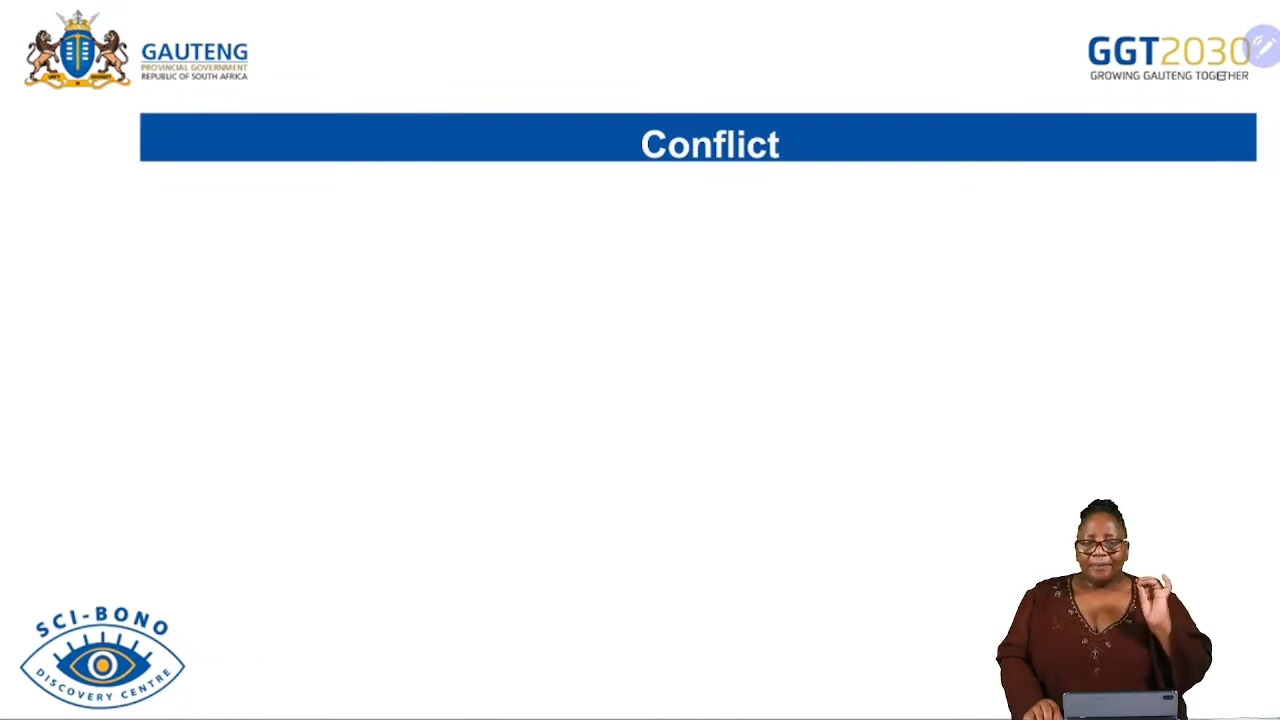 GAUTENG
PROVINCIAL GOVERNMENT
REPUBLIC OF SOUTH AFRICA
GGT2030
GROWING GAUTENG TOGETHER
Conflict
SCI-BONO
DISCOVERY CENTRE